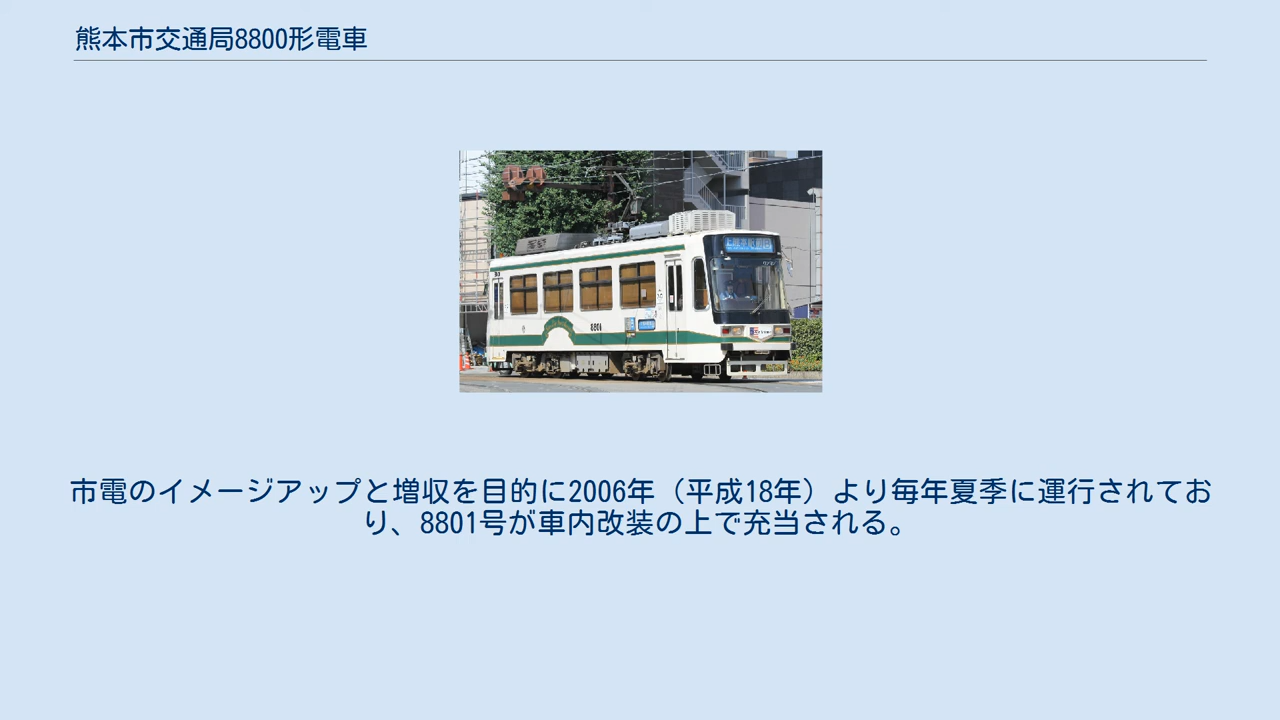 熊本市交通局8800形電車
8801
市電のイメージアップと増収を目的に2006年（平成18年）より毎年夏季に運行されてお
り、8801号が車内改装の上で充当される。